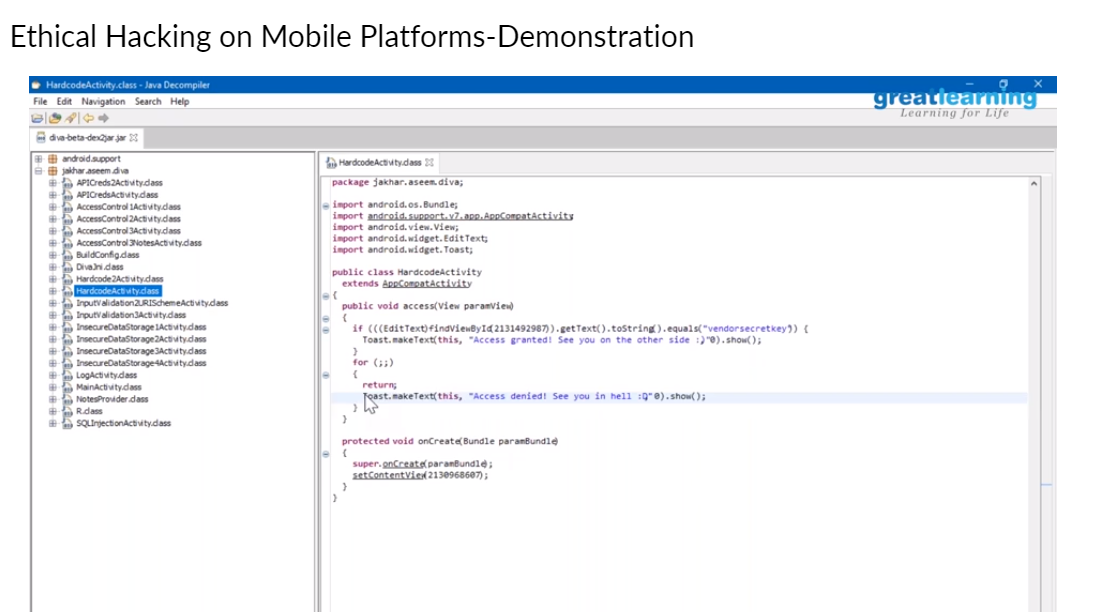 Ethical Hacking on Mobile Platforms-Demonstration
HardcodeActivity.class - Java Decompiler
File Edit Navigation Search Help
greatlearning
Learning for Life
diva-beta-dex2jar.jar
android.support
jakhar.aseem.diva
APICreds2Activity.class
APICredsActivity.class
AccessControl1Activity.class
AccessControl2Activity.class
AccessControl3Activity.class
AccessControl3NotesActivity.class
BuildConfig.class
DivaJni.class
Hardcode2Activity.class
HardcodeActivity.class
InputValidation2URISchemeActivity.class
InputValidation3Activity.class
InsecureDataStorage1Activity.class
InsecureDataStorage2Activity.class
InsecureDataStorage3Activity.class
InsecureDataStorage4Activity.class
LogActivity.class
MainActivity.class
NotesProvider.class
R.class
SQLInjectionActivity.class
HardcodeActivity.class
package jakhar.aseem.diva;
import android.os.Bundle;
import android.support.v7.app.AppCompatActivity
import android.view.View;
import android.widget.EditText;
import android.widget.Toast;
public class HardcodeActivity
extends AppCompatActivity
{
public void access(View paramView)
{
if (((EditText)findViewById(2131492987)).getText().toString().equals("vendorsecretkey")) {
Toast.makeText(this, "Access granted! See you on the other side :)"0).show();
}
for (;;)
{
return;
Toast.makeText(this, "Access denied! See you in hell :D"0).show();
}
}
protected void onCreate(Bundle paramBundle)
{
super.onCreate(paramBundle);
setContentView(2130968607);
}
}